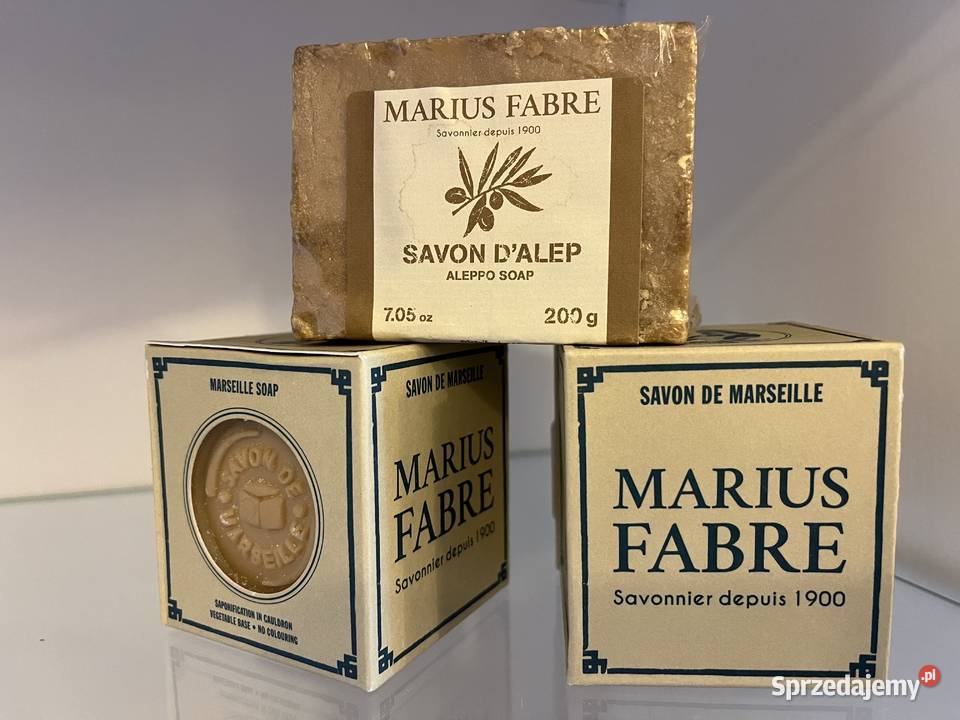 MARIUS FABRE
Savonnier depuis 1900
SAVON D'ALEP
ALEPPO SOAP
7.05 oz 200 g
MARSEILLE SOAP
SAVON DE
MARSEILLE
SAPONIFICATION IN CAULDRON
VEGETABLE BASE • NO COLOURING
SAVON DE MARSEILLE
MARIUS
FABRE
Savonnier depuis 1900
SAVON DE MARSEILLE
MARIUS
FABRE
Savonnier depuis 1900
Sprzedajemy.pl